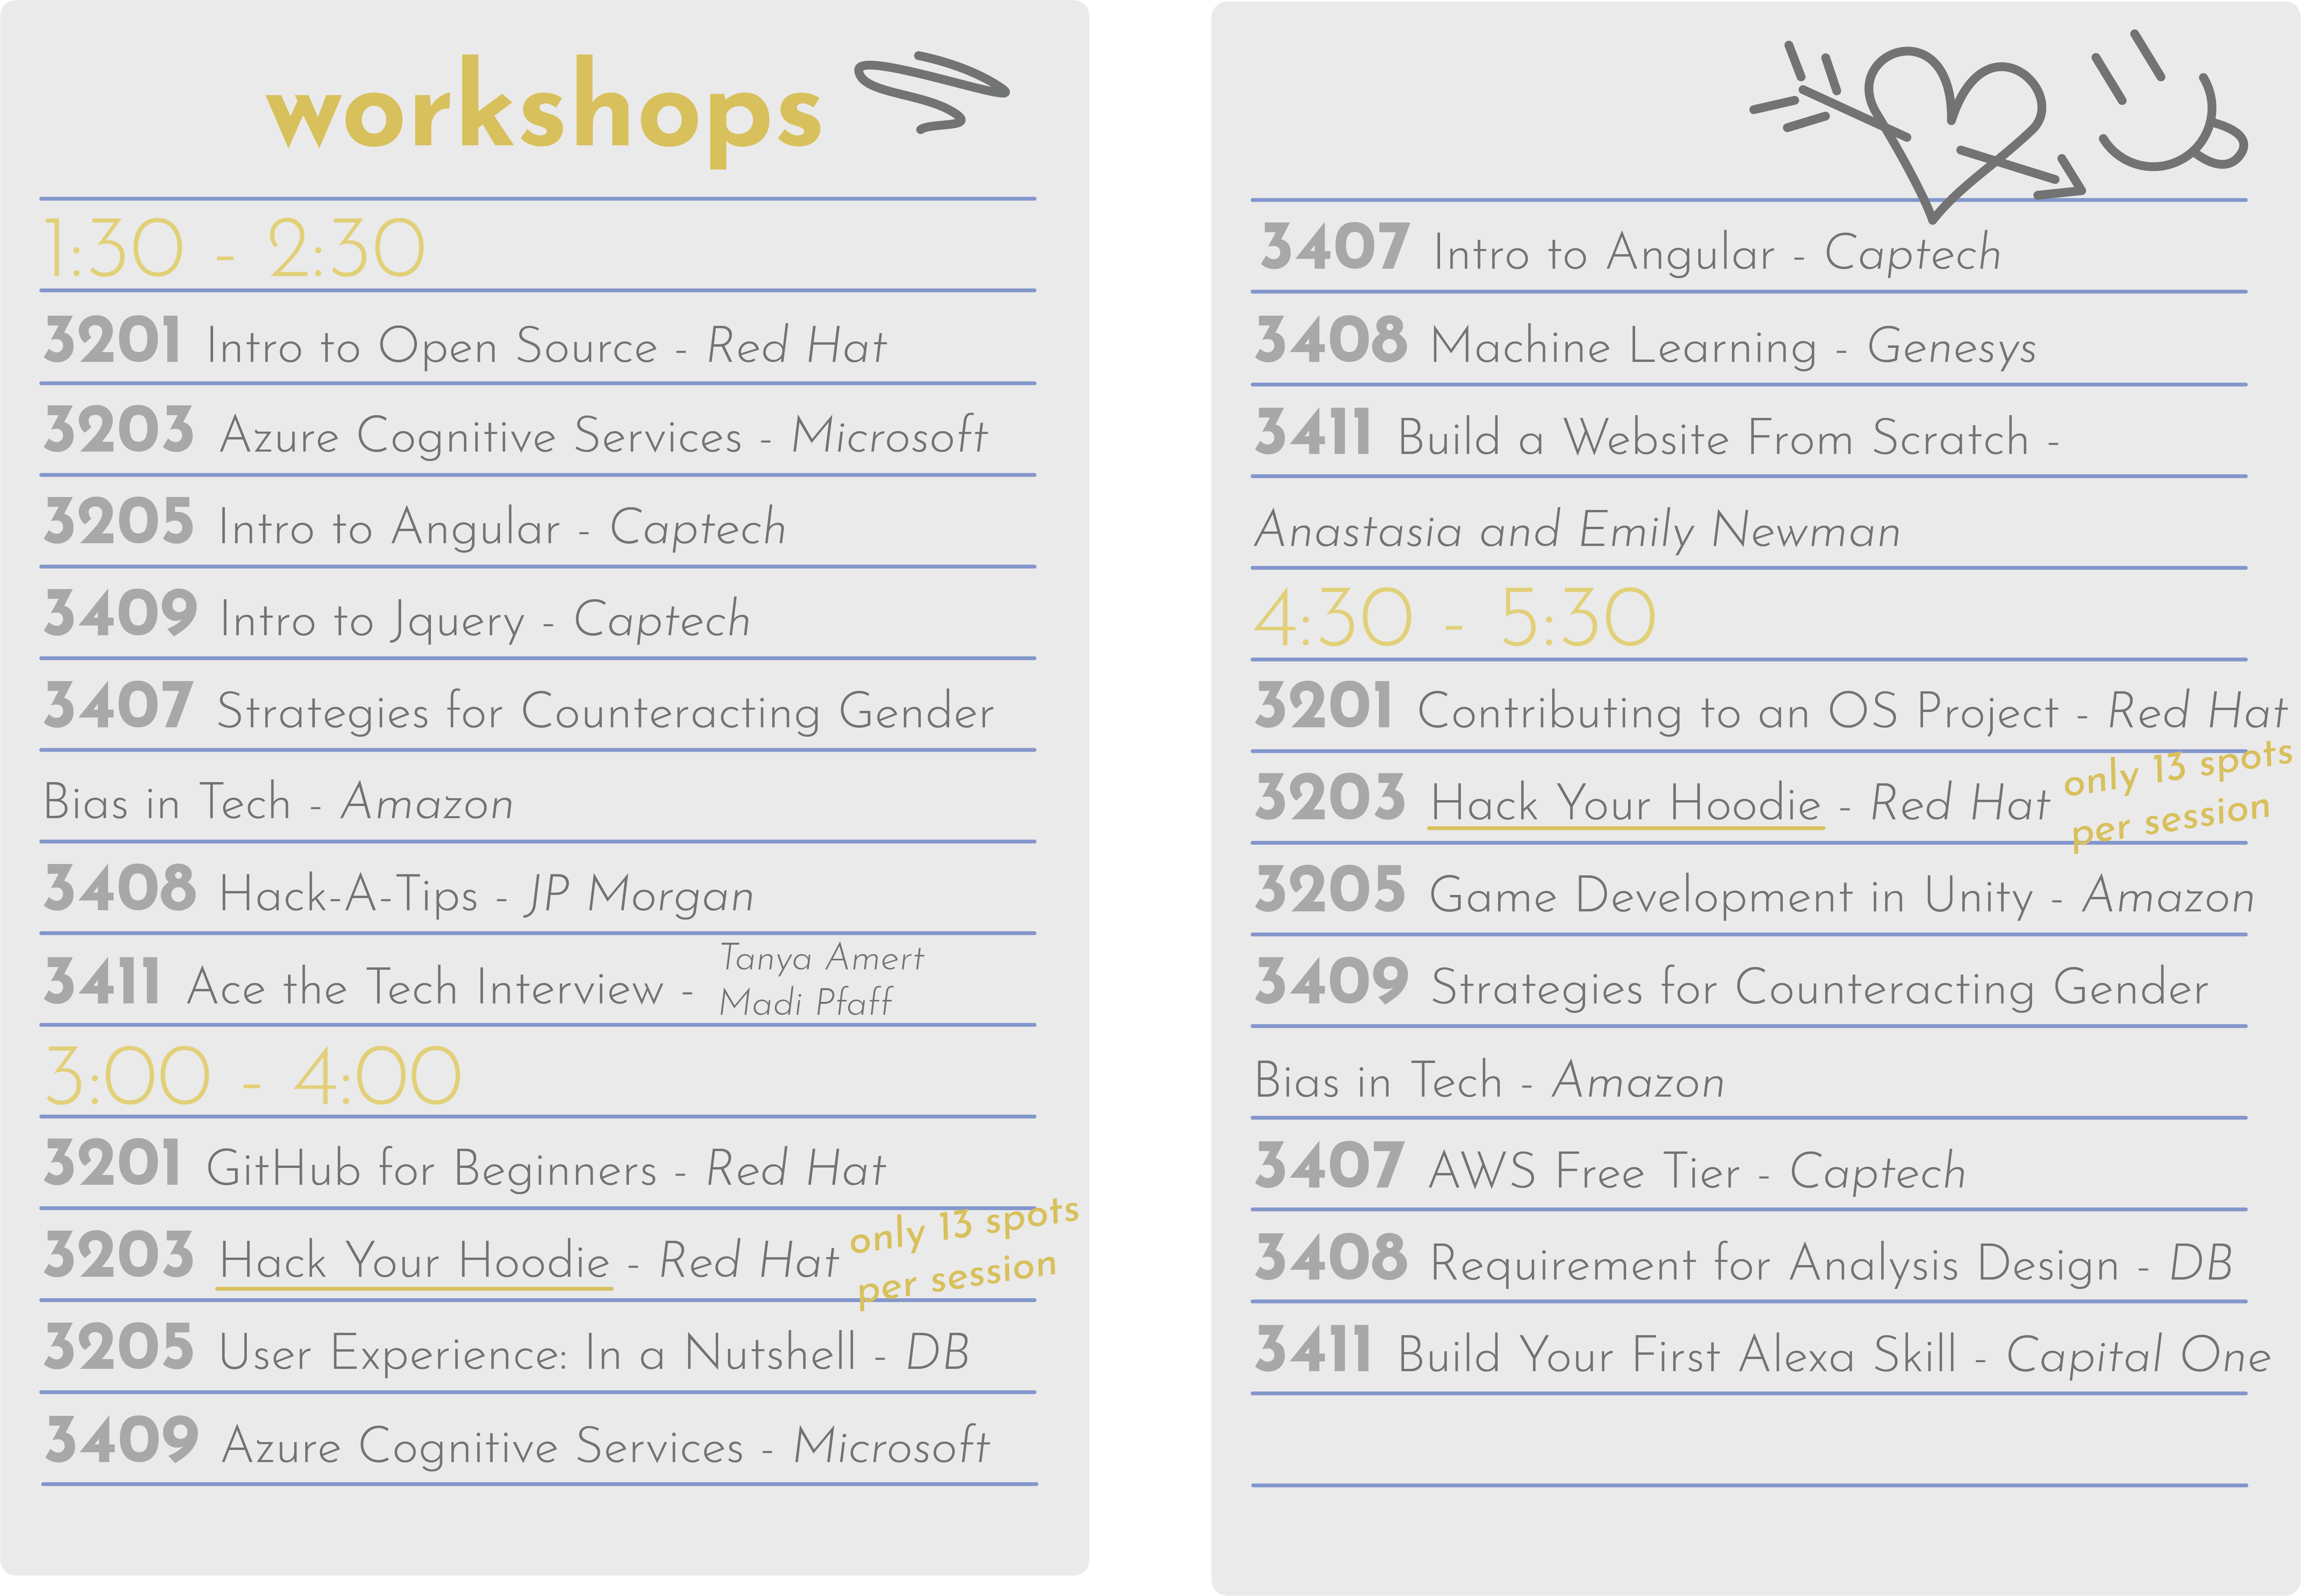 workshops
1:30 - 2:30
3201 Intro to Open Source - Red Hat
3203 Azure Cognitive Services - Microsoft
3205 Intro to Angular - Captech
3409 Intro to Jquery - Captech
3407 Strategies for Counteracting Gender
Bias in Tech - Amazon
3408 Hack-A-Tips - JP Morgan
3411 Ace the Tech Interview - Tanya Amert
Madi Pfaff
3:00 - 4:00
3201 GitHub for Beginners - Red Hat
3203 Hack Your Hoodie - Red Hat only 13 spots
per session
3205 User Experience: In a Nutshell - DB
3409 Azure Cognitive Services - Microsoft
3407 Intro to Angular - Captech
3408 Machine Learning - Genesys
3411 Build a Website From Scratch -
Anastasia and Emily Newman
4:30 - 5:30
3201 Contributing to an OS Project - Red Hat
3203 Hack Your Hoodie - Red Hat only 13 spots
per session
3205 Game Development in Unity - Amazon
3409 Strategies for Counteracting Gender
Bias in Tech - Amazon
3407 AWS Free Tier - Captech
3408 Requirement for Analysis Design - DB
3411 Build Your First Alexa Skill - Capital One